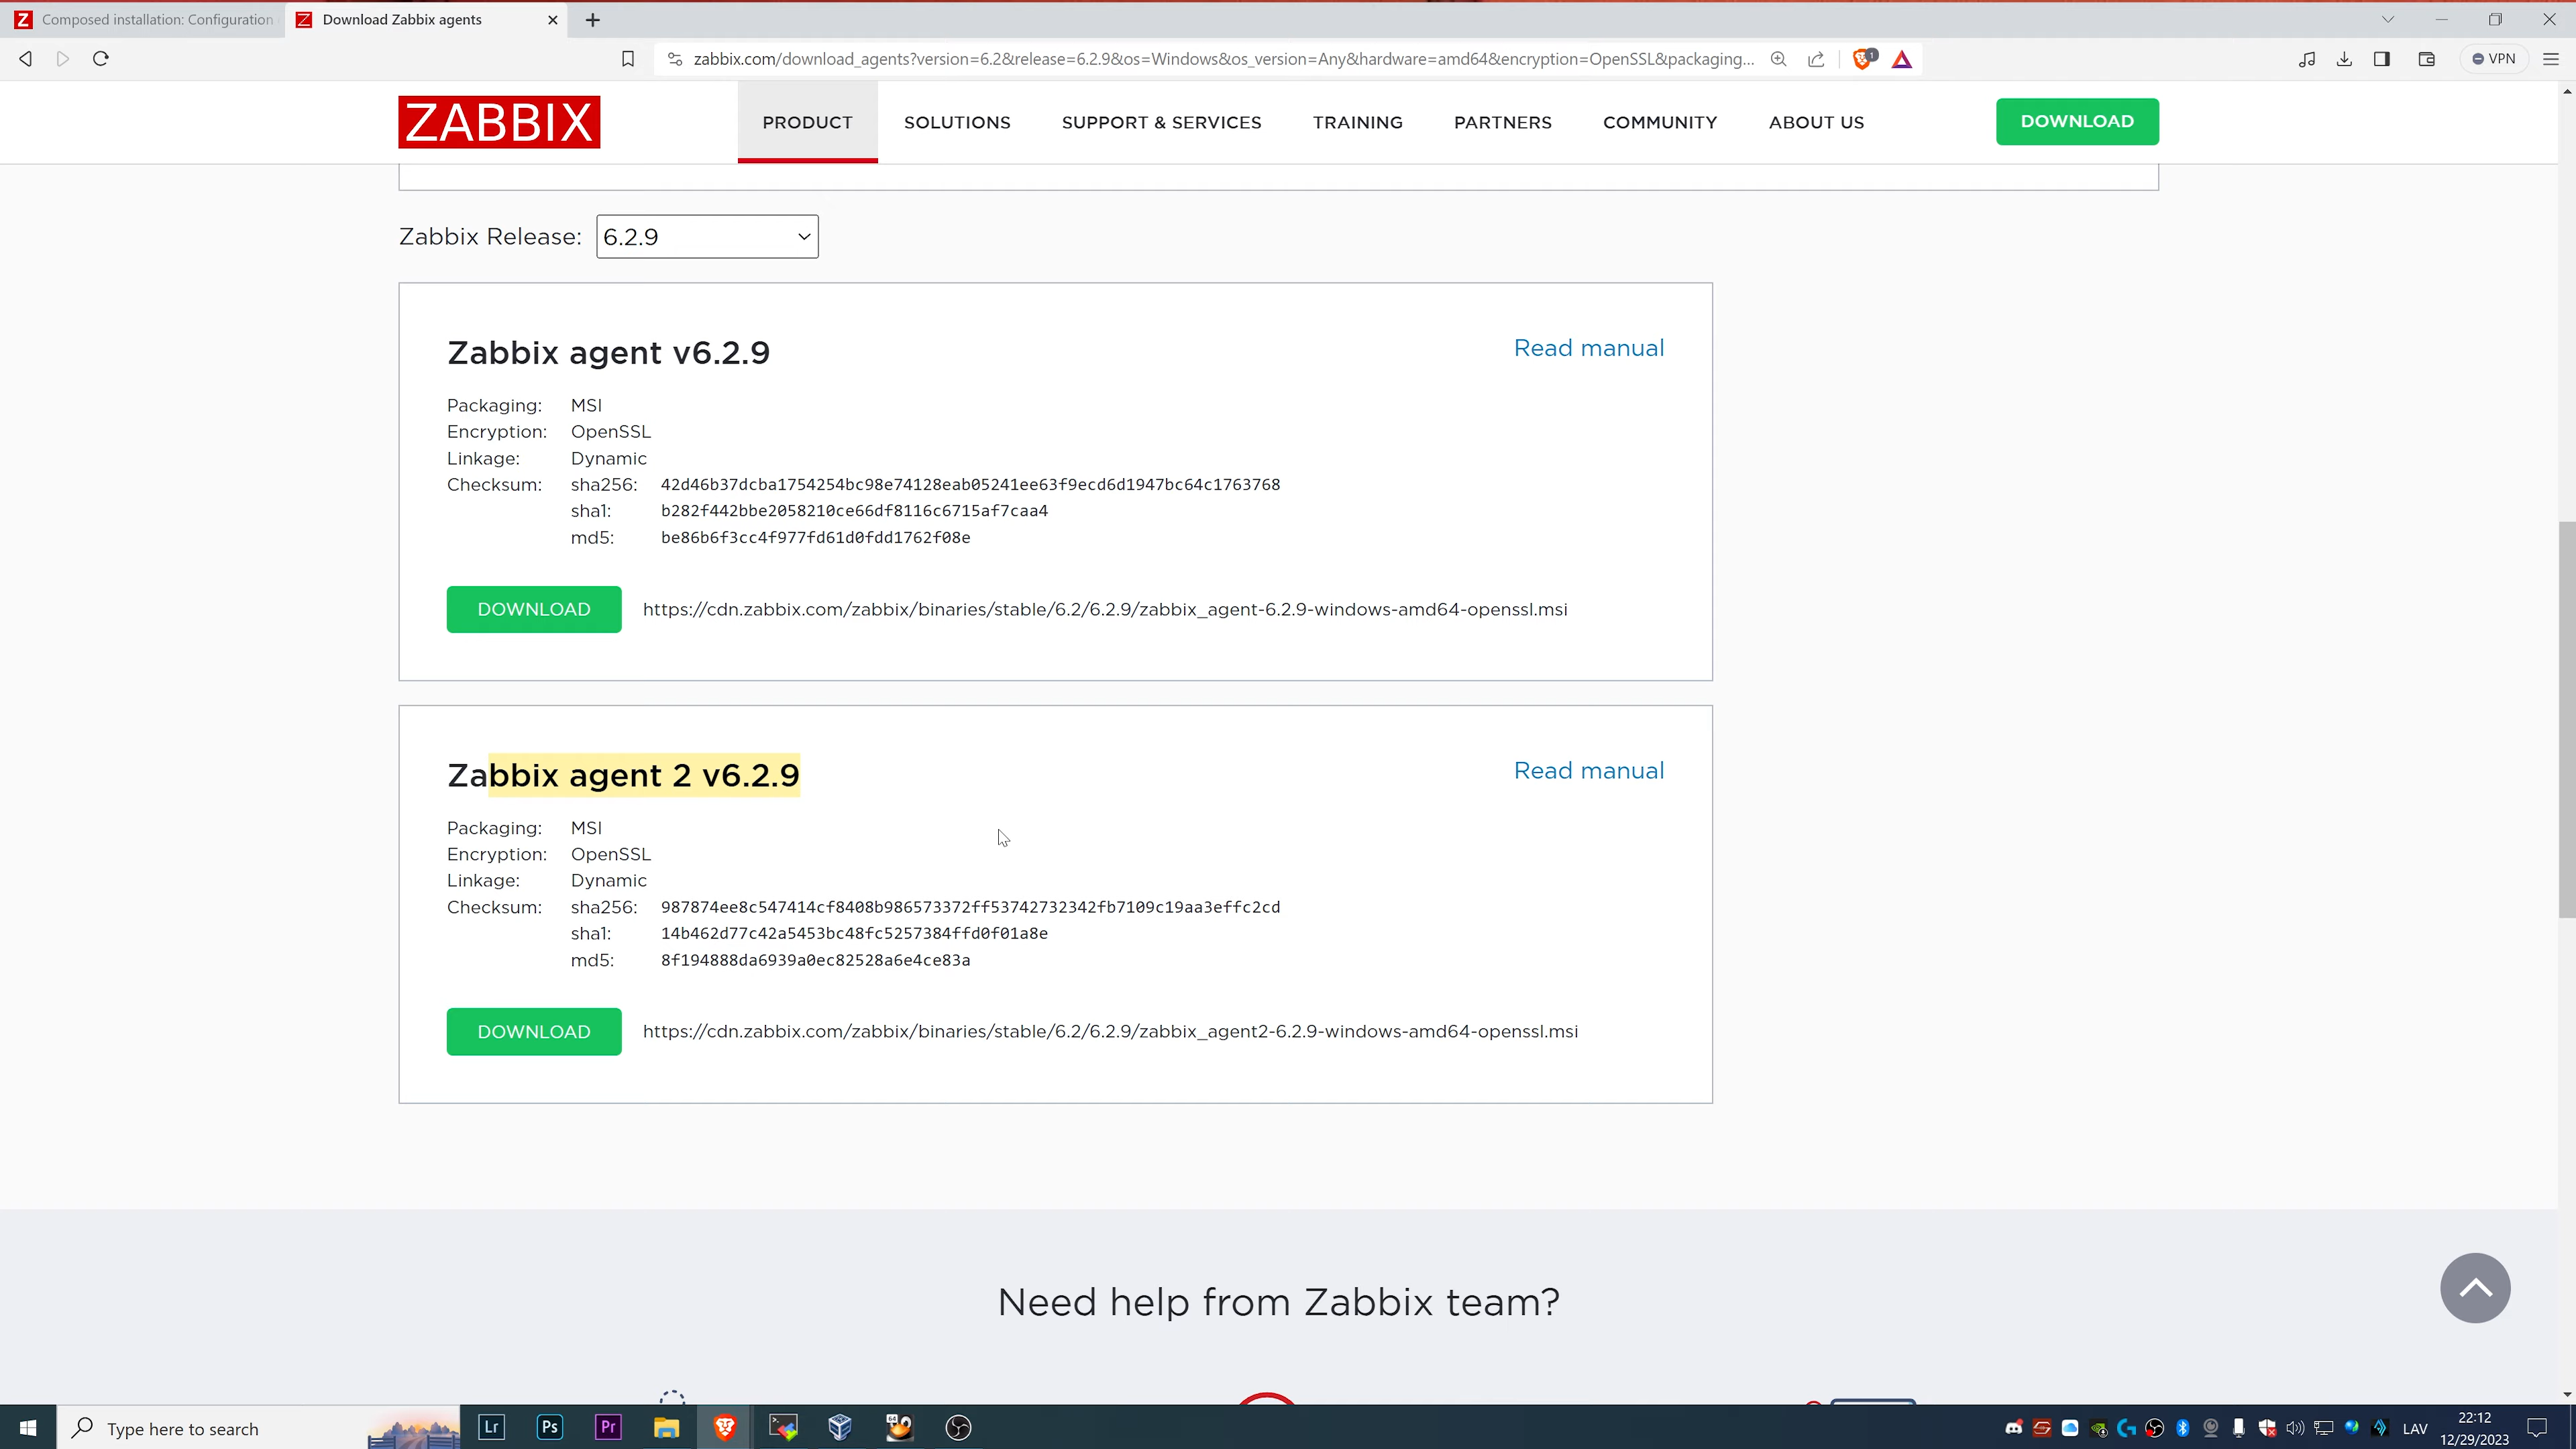 Composed installation: Configuration
Download Zabbix agents
zabbix.com/download_agents?version=6.2&release=6.2.9&os=Windows&os_version=Any&hardware=amd64&encryption=OpenSSL&packaging...
1
VPN
ZABBIX
PRODUCT
SOLUTIONS
SUPPORT & SERVICES
TRAINING
PARTNERS
COMMUNITY
ABOUT US
DOWNLOAD
Zabbix Release: 6.2.9
Zabbix agent v6.2.9
Read manual
Packaging: MSI
Encryption: OpenSSL
Linkage: Dynamic
Checksum: sha256: 42d46b37dcba1754254bc98e74128eab05241ee63f9ecd6d1947bc64c1763768
sha1: b282f442bbe2058210ce66df8116c6715af7caa4
md5: be86b6f3cc4f977fd61d0fdd1762f08e
DOWNLOAD https://cdn.zabbix.com/zabbix/binaries/stable/6.2/6.2.9/zabbix_agent-6.2.9-windows-amd64-openssl.msi
Zabbix agent 2 v6.2.9
Read manual
Packaging: MSI
Encryption: OpenSSL
Linkage: Dynamic
Checksum: sha256: 987874ee8c547414cf8408b986573372ff53742732342fb7109c19aa3effc2cd
sha1: 14b462d77c42a5453bc48fc5257384ffd0f01a8e
md5: 8f194888da6939a0ec82528a6e4ce83a
DOWNLOAD https://cdn.zabbix.com/zabbix/binaries/stable/6.2/6.2.9/zabbix_agent2-6.2.9-windows-amd64-openssl.msi
Need help from Zabbix team?
Type here to search
Lr
Ps
Pr
LAV
22:12
12/29/2023